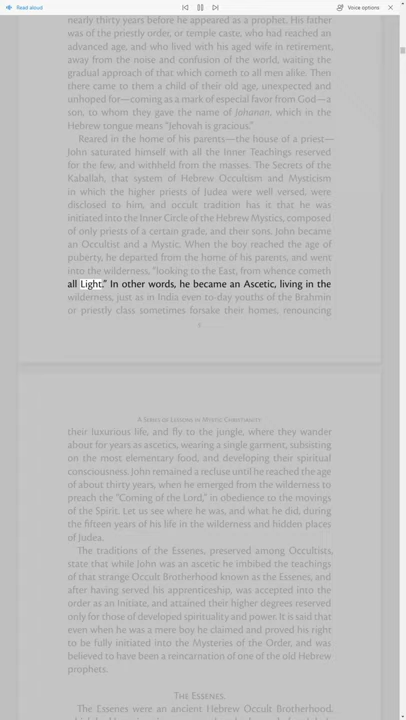 Read aloud
Voice options
nearly thirty years before he appeared as a prophet. His father
was of the priestly order, or temple caste, who had reached an
advanced age, and who lived with his aged wife in retirement,
away from the noise and confusion of the world, waiting the
gradual approach of that which cometh to all men alike. Then
there came to them a child of their old age, unexpected and
unhoped for—coming as a mark of especial favor from God—a
son, to whom they gave the name of Johanan, which in the
Hebrew tongue means “Jehovah is gracious.”
Reared in the home of his parents—the house of a priest—
John saturated himself with all the Inner Teachings reserved
for the few, and withheld from the masses. The Secrets of the
Kaballah, that system of Hebrew Occultism and Mysticism
in which the higher priests of Judea were well versed, were
disclosed to him, and occult tradition has it that he was
initiated into the Inner Circle of the Hebrew Mystics, composed
of only priests of a certain grade, and their sons. John became
an Occultist and a Mystic. When the boy reached the age of
puberty, he departed from the home of his parents, and went
into the wilderness, “looking to the East, from whence cometh
all Light.” In other words, he became an Ascetic, living in the
wilderness, just as in India even to-day youths of the Brahmin
or priestly class sometimes forsake their homes, renouncing
A Series of Lessons in Mystic Christianity
their luxurious life, and fly to the jungle, where they wander
about for years as ascetics, wearing a single garment, subsisting
on the most elementary food, and developing their spiritual
consciousness. John remained a recluse until he reached the age
of about thirty years, when he emerged from the wilderness to
preach the “Coming of the Lord,” in obedience to the movings
of the Spirit. Let us see where he was, and what he did, during
the fifteen years of his life in the wilderness and hidden places
of Judea.
The traditions of the Essenes, preserved among Occultists,
state that while John was an ascetic he imbibed the teachings
of that strange Occult Brotherhood known as the Essenes, and
after having served his apprenticeship, was accepted into the
order as an Initiate, and attained their higher degrees reserved
only for those of developed spirituality and power. It is said that
even when he was a mere boy he claimed and proved his right
to be fully initiated into the Mysteries of the Order, and was
believed to have been a reincarnation of one of the old Hebrew
prophets.
The Essenes.
The Essenes were an ancient Hebrew Occult Brotherhood,